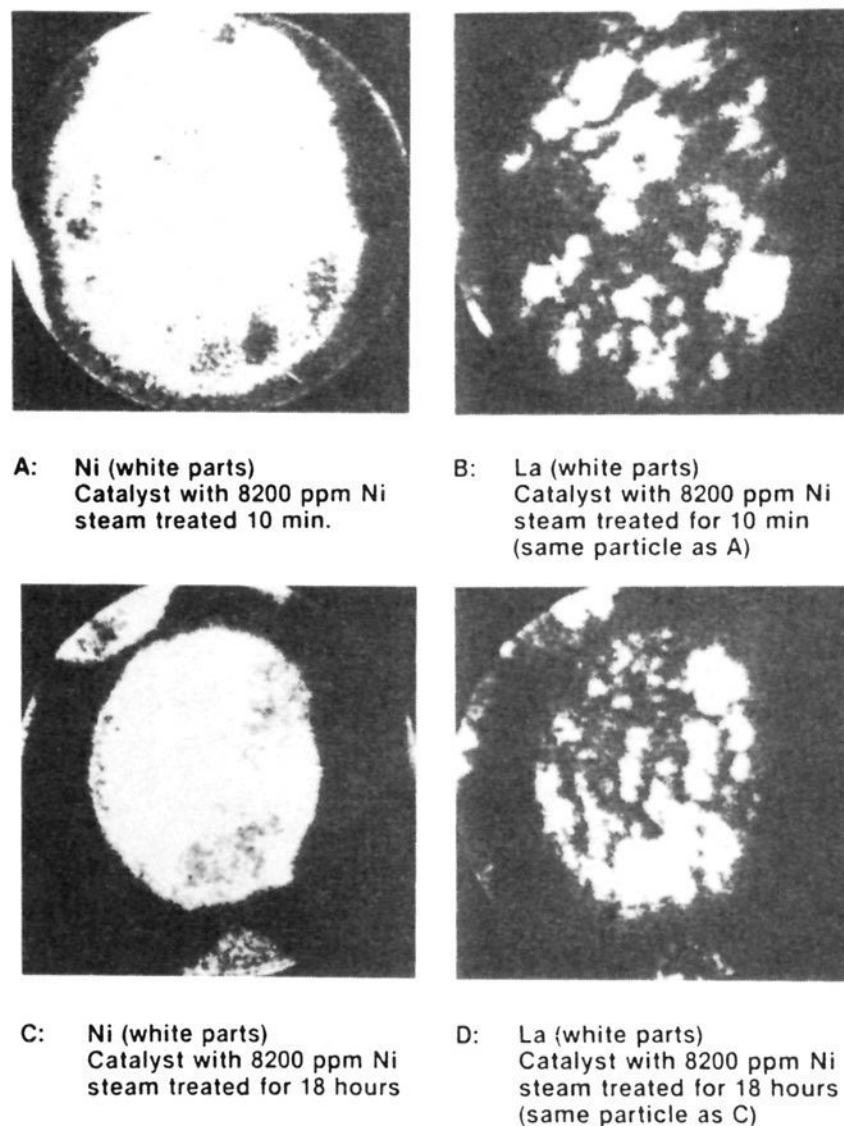 A: Ni (white parts)
Catalyst with 8200 ppm Ni
steam treated 10 min.
B: La (white parts)
Catalyst with 8200 ppm Ni
steam treated for 10 min
(same particle as A)
C: Ni (white parts)
Catalyst with 8200 ppm Ni
steam treated for 18 hours
D: La (white parts)
Catalyst with 8200 ppm Ni
steam treated for 18 hours
(same particle as C)